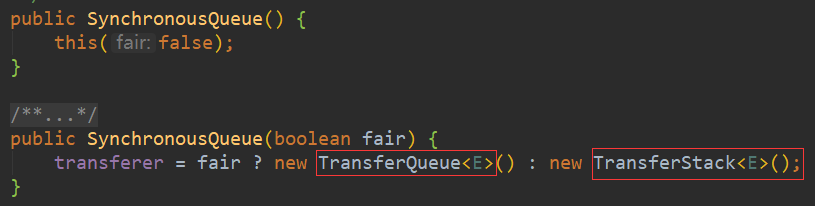 public SynchronousQueue() {
this( fair: false);
}
/**...*/
public SynchronousQueue(boolean fair) {
transferer = fair ? new TransferQueue<E>() : new TransferStack<E>();
}